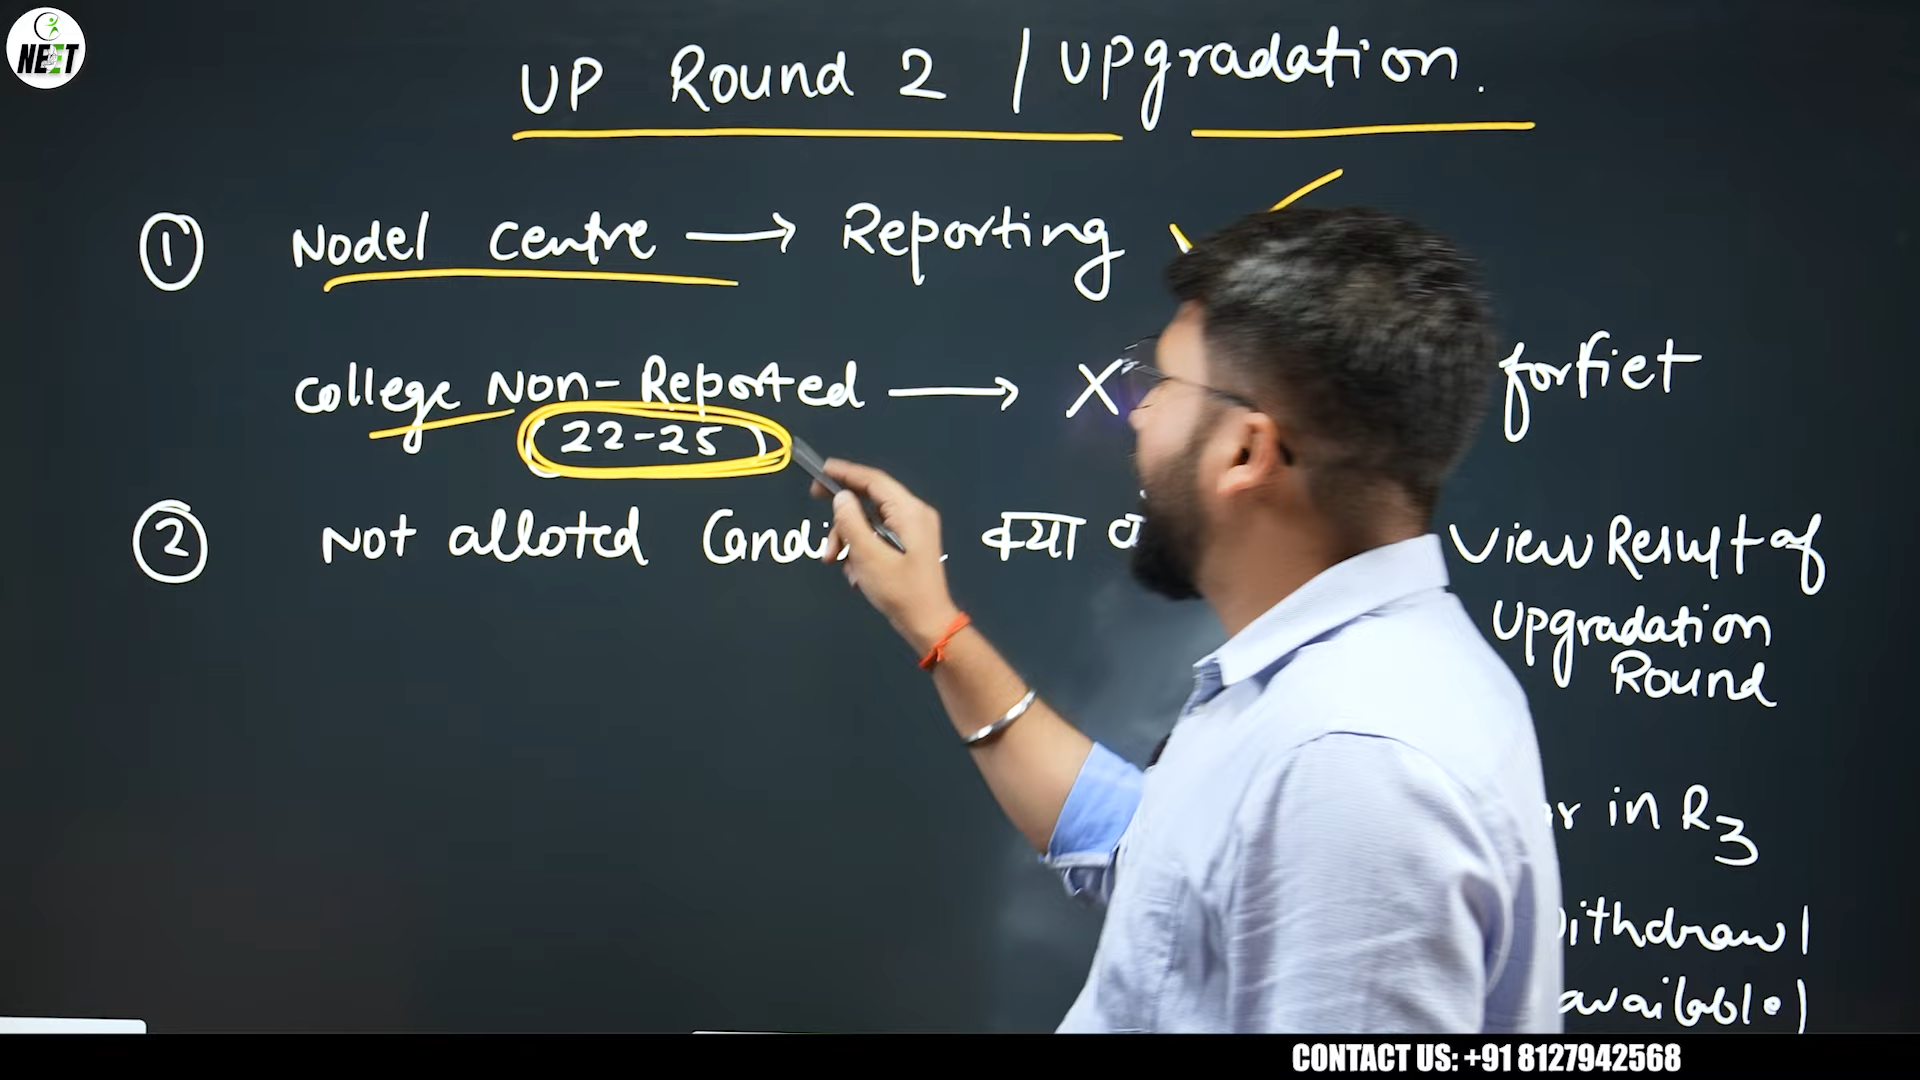 NEET
UP Round 2 / Upgradation.
① Nodel Centre → Reporting
College Non-Reported → X forfiet
(22-25)
② Not alloted क्या View Result of
Upgradation
Round
in R3
available
CONTACT US: +91 8127942568